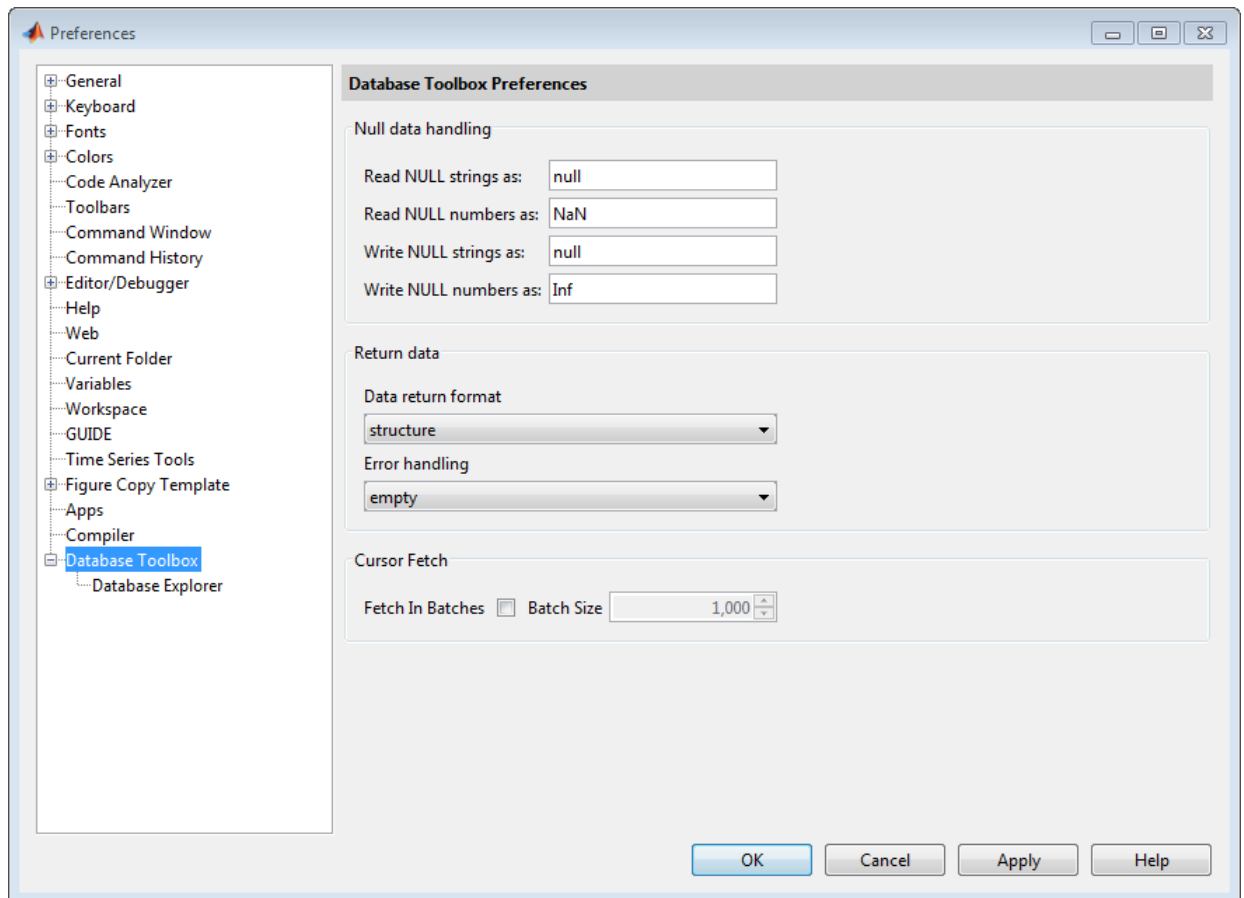 Preferences
General
Keyboard
Fonts
Colors
Code Analyzer
Toolbars
Command Window
Command History
Editor/Debugger
Help
Web
Current Folder
Variables
Workspace
GUIDE
Time Series Tools
Figure Copy Template
Apps
Compiler
Database Toolbox
Database Explorer
Database Toolbox Preferences
Null data handling
Read NULL strings as: null
Read NULL numbers as: NaN
Write NULL strings as: null
Write NULL numbers as: Inf
Return data
Data return format
structure
Error handling
empty
Cursor Fetch
Fetch In Batches Batch Size 1,000
OK Cancel Apply Help